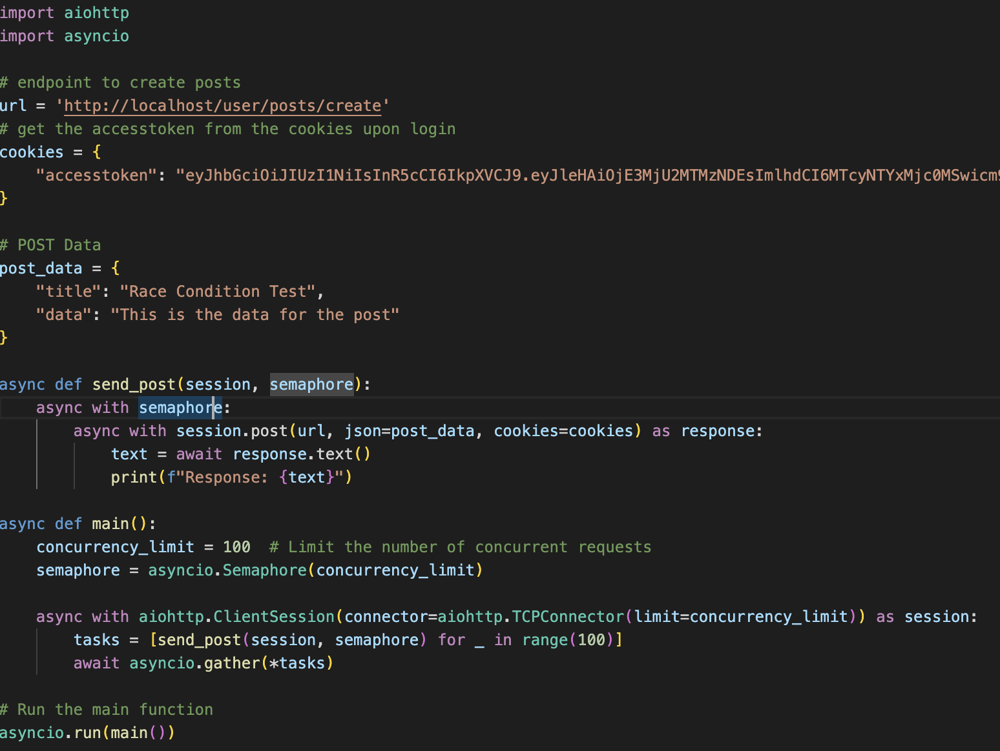 import aiohttp
import asyncio
# endpoint to create posts
url = 'http://localhost/user/posts/create'
# get the accesstoken from the cookies upon login
cookies = {
    "accesstoken": "eyJhbGciOiJIUzI1NiIsInR5cCI6IkpXVCJ9.eyJleHAiOjE3MjU2MTMzNDEsImlhdCI6MTcyNTYxMjc0MSwicm9
}
# POST Data
post_data = {
    "title": "Race Condition Test",
    "data": "This is the data for the post"
}
async def send_post(session, semaphore):
    async with semaphore:
        async with session.post(url, json=post_data, cookies=cookies) as response:
            text = await response.text()
            print(f"Response: {text}")
async def main():
    concurrency_limit = 100  # Limit the number of concurrent requests
    semaphore = asyncio.Semaphore(concurrency_limit)
    async with aiohttp.ClientSession(connector=aiohttp.TCPConnector(limit=concurrency_limit)) as session:
        tasks = [send_post(session, semaphore) for _ in range(100)]
        await asyncio.gather(*tasks)
# Run the main function
asyncio.run(main())